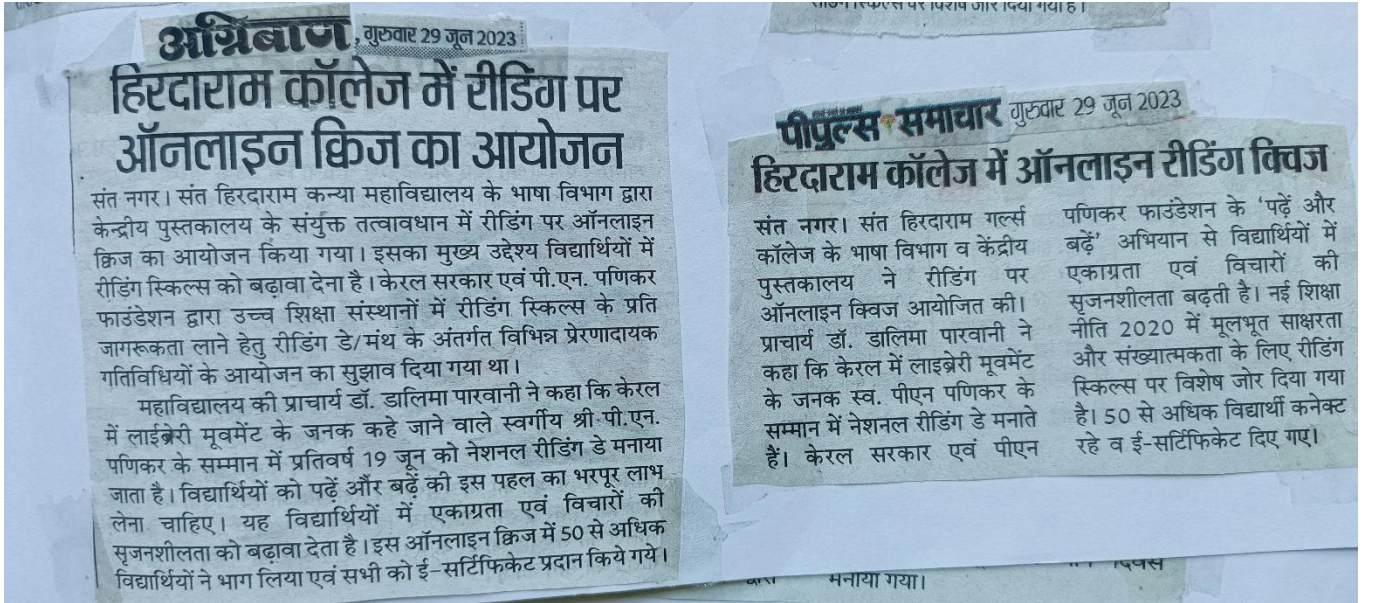 अग्निबाण, गुरुवार 29 जून 2023
हिरदाराम कॉलेज में रीडिंग पर
ऑनलाइन क्विज का आयोजन
संत नगर। संत हिरदाराम कन्या महाविद्यालय के भाषा विभाग द्वारा
केन्द्रीय पुस्तकालय के संयुक्त तत्वावधान में रीडिंग पर ऑनलाइन
क्विज का आयोजन किया गया। इसका मुख्य उद्देश्य विद्यार्थियों में
रीडिंग स्किल्स को बढ़ावा देना है। केरल सरकार एवं पी.एन. पणिकर
फाउंडेशन द्वारा उच्च शिक्षा संस्थानों में रीडिंग स्किल्स के प्रति
जागरूकता लाने हेतु रीडिंग डे/मंथ के अंतर्गत विभिन्न प्रेरणादायक
गतिविधियों के आयोजन का सुझाव दिया गया था।
महाविद्यालय की प्राचार्य डॉ. डालिमा पारवानी ने कहा कि केरल
में लाईब्रेरी मूवमेंट के जनक कहे जाने वाले स्वर्गीय श्री पी.एन.
पणिकर के सम्मान में प्रतिवर्ष 19 जून को नेशनल रीडिंग डे मनाया
जाता है। विद्यार्थियों को पढ़ें और बढ़ें की इस पहल का भरपूर लाभ
लेना चाहिए। यह विद्यार्थियों में एकाग्रता एवं विचारों की
सृजनशीलता को बढ़ावा देता है। इस ऑनलाइन क्विज में 50 से अधिक
विद्यार्थियों ने भाग लिया एवं सभी को ई-सर्टिफिकेट प्रदान किये गये।
पीपुल्स समाचार गुरुवार 29 जून 2023
हिरदाराम कॉलेज में ऑनलाइन रीडिंग क्विज
संत नगर। संत हिरदाराम गर्ल्स
कॉलेज के भाषा विभाग व केंद्रीय
पुस्तकालय ने रीडिंग पर
ऑनलाइन क्विज आयोजित की।
प्राचार्य डॉ. डालिमा पारवानी ने
कहा कि केरल में लाइब्रेरी मूवमेंट
के जनक स्व. पीएन पणिकर के
सम्मान में नेशनल रीडिंग डे मनाते
हैं। केरल सरकार एवं पीएन
पणिकर फाउंडेशन के 'पढ़ें और
बढ़ें' अभियान से विद्यार्थियों में
एकाग्रता एवं विचारों की
सृजनशीलता बढ़ती है। नई शिक्षा
नीति 2020 में मूलभूत साक्षरता
और संख्यात्मकता के लिए रीडिंग
स्किल्स पर विशेष जोर दिया गया
है। 50 से अधिक विद्यार्थी कनेक्ट
रहे व ई-सर्टिफिकेट दिए गए।
मनाया गया।